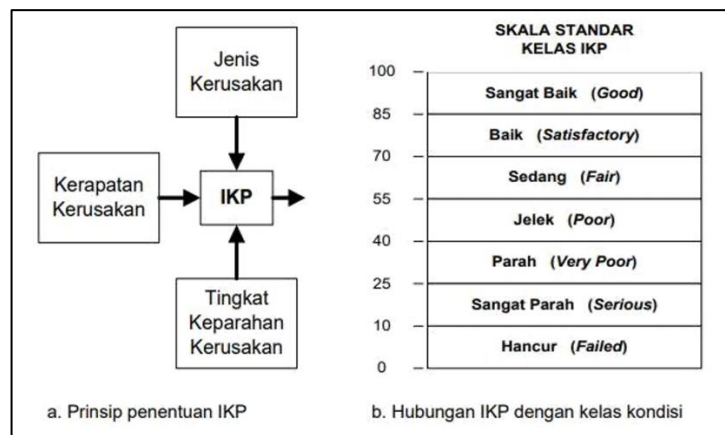 Jenis
Kerusakan
Kerapatan
Kerusakan
IKP
Tingkat
Keparahan
Kerusakan
a. Prinsip penentuan IKP
SKALA STANDAR
KELAS IKP
100
Sangat Baik (Good)
85
Baik (Satisfactory)
70
Sedang (Fair)
55
Jelek (Poor)
40
Parah (Very Poor)
25
Sangat Parah (Serious)
10
Hancur (Failed)
0
b. Hubungan IKP dengan kelas kondisi